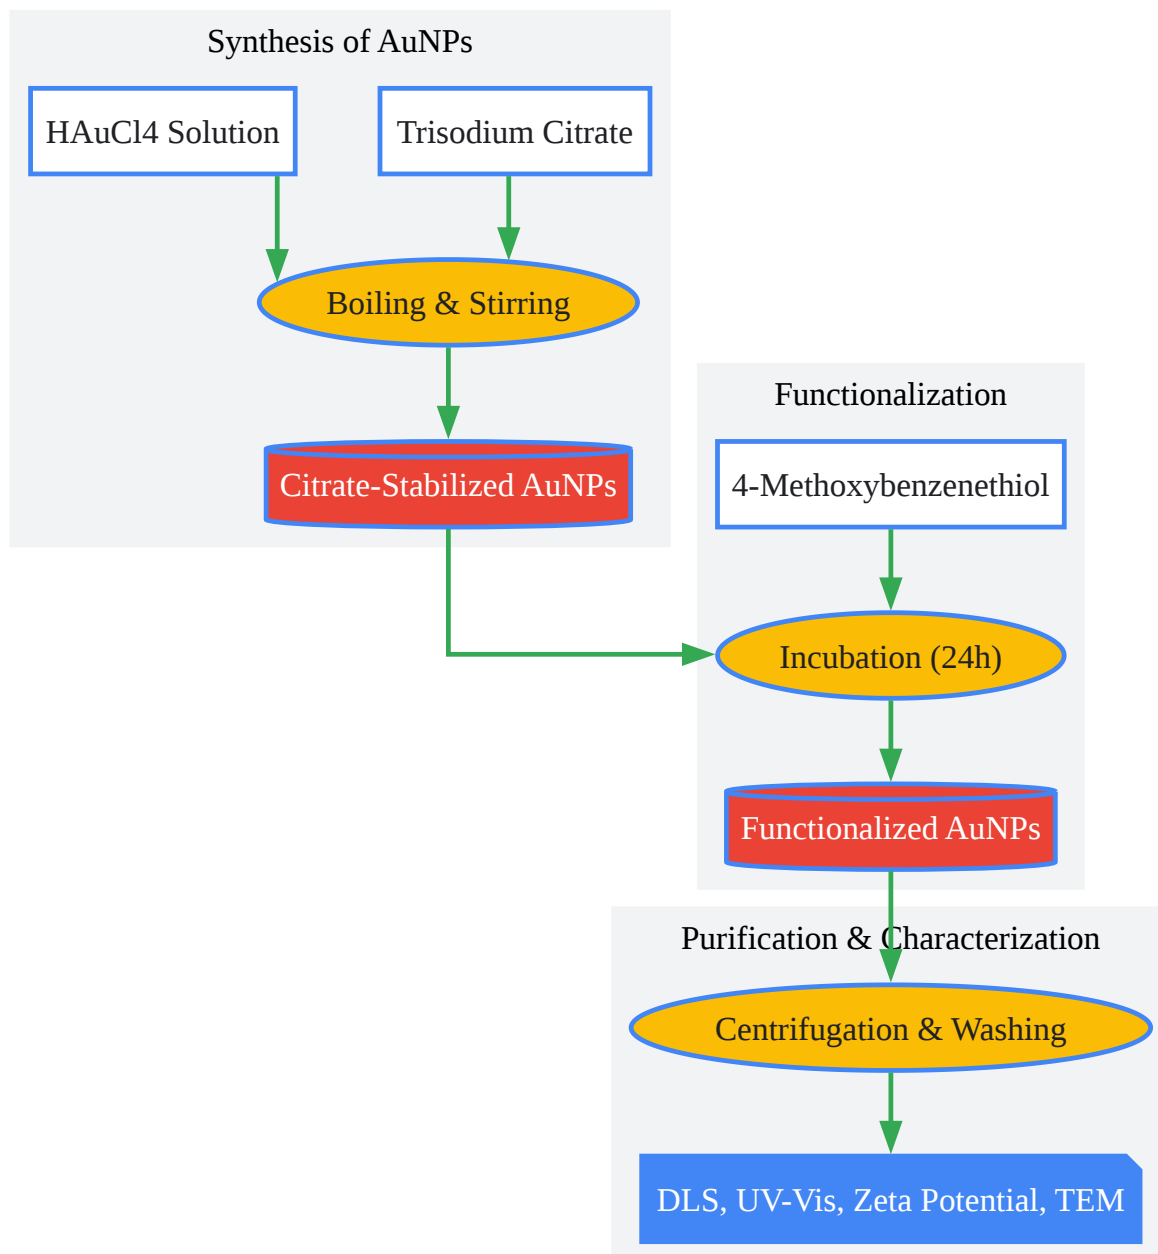 Synthesis of AuNPs
HAuCl4 Solution
Trisodium Citrate
Boiling & Stirring
Citrate-Stabilized AuNPs
Functionalization
4-Methoxybenzenethiol
Incubation (24h)
Functionalized AuNPs
Purification & Characterization
Centrifugation & Washing
DLS, UV-Vis, Zeta Potential, TEM